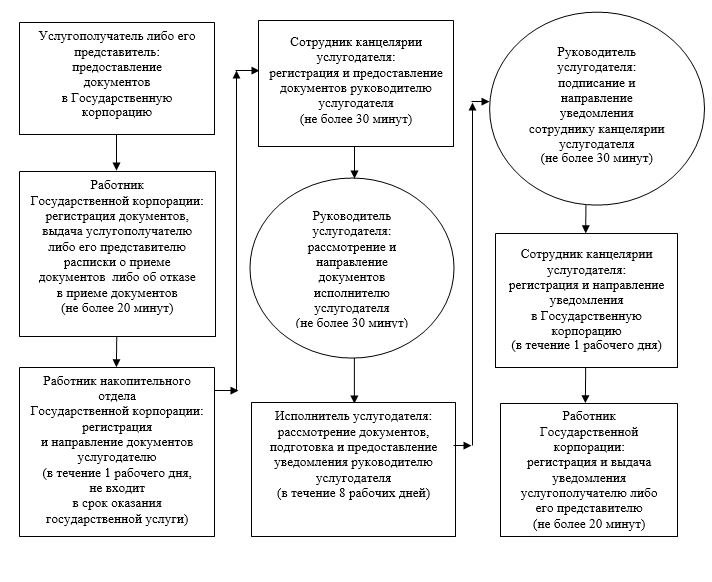 Услугополучатель либо его
представитель:
предоставление
документов
в Государственную
корпорацию
Работник
Государственной корпорации:
регистрация документов,
выдача услугополучателю
либо его представителю
расписки о приеме
документов либо об отказе
в приеме документов
(не более 20 минут)
Работник накопительного
отдела
Государственной корпорации:
регистрация
и направление документов
услугодателю
(в течение 1 рабочего дня,
не входит
в срок оказания
государственной услуги)
Сотрудник канцелярии
услугодателя:
регистрация и предоставление
документов руководителю
услугодателя
(не более 30 минут)
Руководитель
услугодателя:
рассмотрение и
направление
документов
исполнителю
услугодателя
(не более 30 минут)
Исполнитель услугодателя:
рассмотрение документов,
подготовка и предоставление
уведомления руководителю
услугодателя
(в течение 8 рабочих дней)
Руководитель
услугодателя:
подписание и
направление
уведомления
сотруднику канцелярии
услугодателя
(не более 30 минут)
Сотрудник канцелярии
услугодателя:
регистрация и направление
уведомления
в Государственную
корпорацию
(в течение 1 рабочего дня)
Работник
Государственной
корпорации:
регистрация и выдача
уведомления
услугополучателю либо
его представителю
(не более 20 минут)